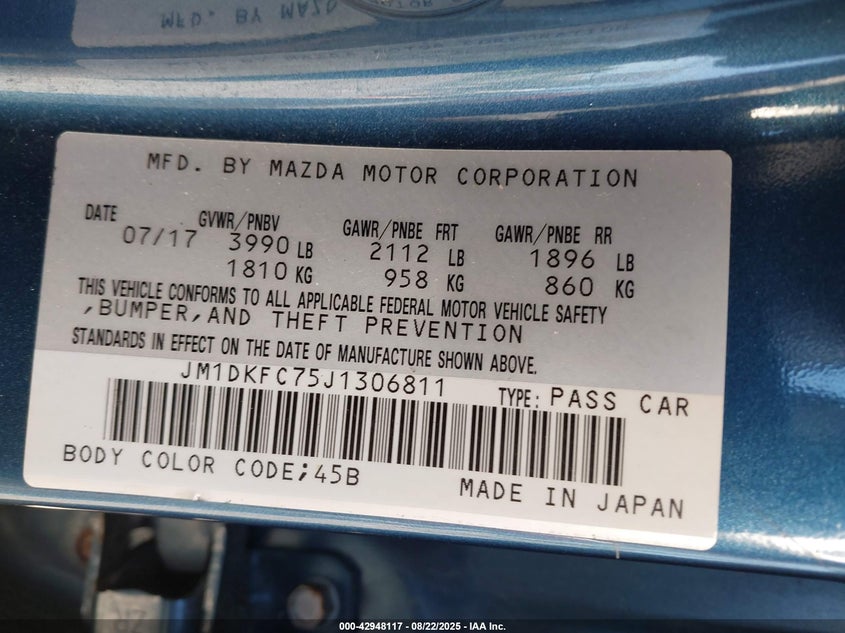 MFD. BY MAZDA MOTOR CORPORATION
DATE GVWR/PNBV GAWR/PNBE FRT GAWR/PNBE RR
07/17 3990 LB 2112 LB 1896 LB
1810 KG 958 KG 860 KG
THIS VEHICLE CONFORMS TO ALL APPLICABLE FEDERAL MOTOR VEHICLE SAFETY
,BUMPER,AND THEFT PREVENTION
STANDARDS IN EFFECT ON THE DATE OF MANUFACTURE SHOWN ABOVE.
JM1DKFC75J1306811 TYPE: PASS CAR
BODY COLOR CODE;45B
MADE IN JAPAN
000-42948117 - 08/22/2025 - IAA Inc.